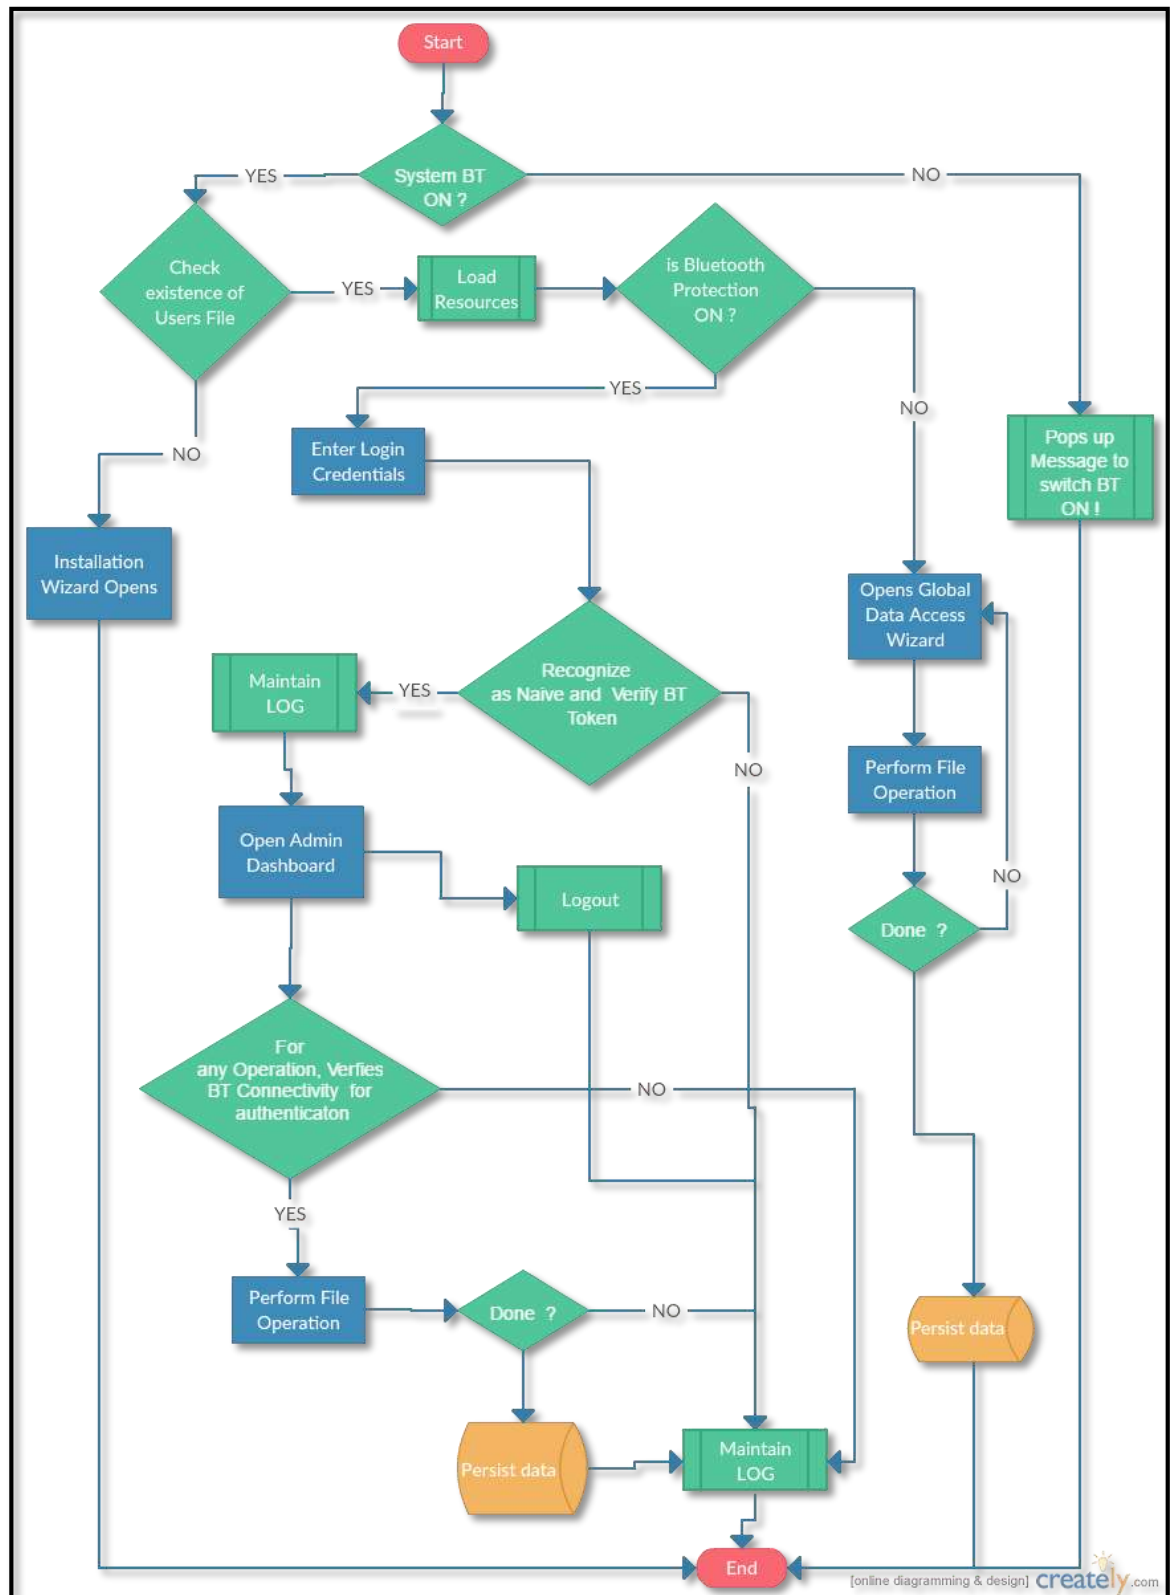 Start
System BT
ON ?
YES
NO
Check
existence of
Users File
YES
Load
Resources
is Bluetooth
Protection
ON ?
YES
NO
NO
Enter Login
Credentials
Pops up
Message to
switch BT
ON !
Installation
Wizard Opens
Opens Global
Data Access
Wizard
Recognize
as Naive and Verify BT
Token
YES
Maintain
LOG
NO
Perform File
Operation
Open Admin
Dashboard
Logout
NO
Done ?
For
any Operation, Verfies
BT Connectivity for
authenticaton
NO
YES
Perform File
Operation
Done ?
NO
Persist data
Persist data
Maintain
LOG
End
[online diagramming & design] creately.com